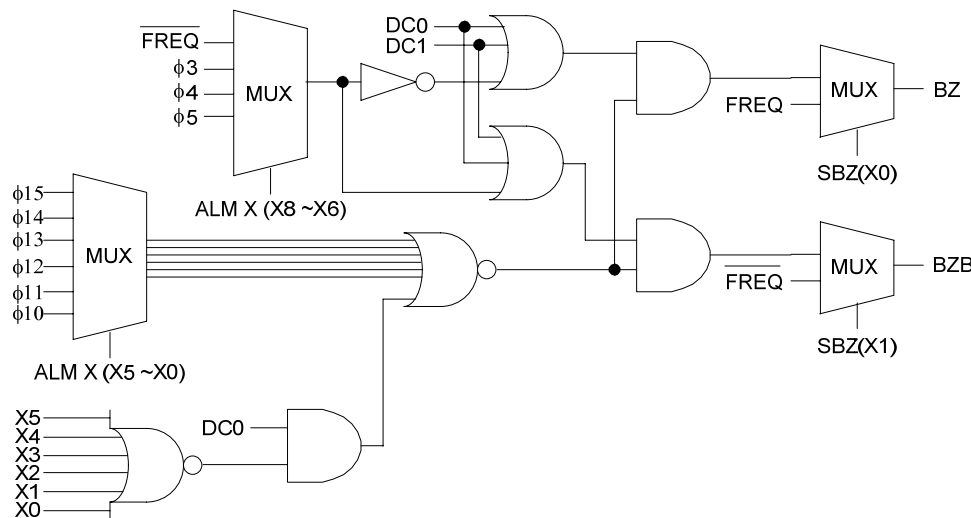 FREQ
ϕ3
ϕ4
ϕ5
MUX
ALM X (X8 ~X6)
DC0
DC1
MUX
BZ
FREQ
SBZ(X0)
ϕ15
ϕ14
ϕ13
ϕ12
ϕ11
ϕ10
MUX
ALM X (X5 ~X0)
MUX
BZB
FREQ
SBZ(X1)
X5
X4
X3
X2
X1
X0
DC0